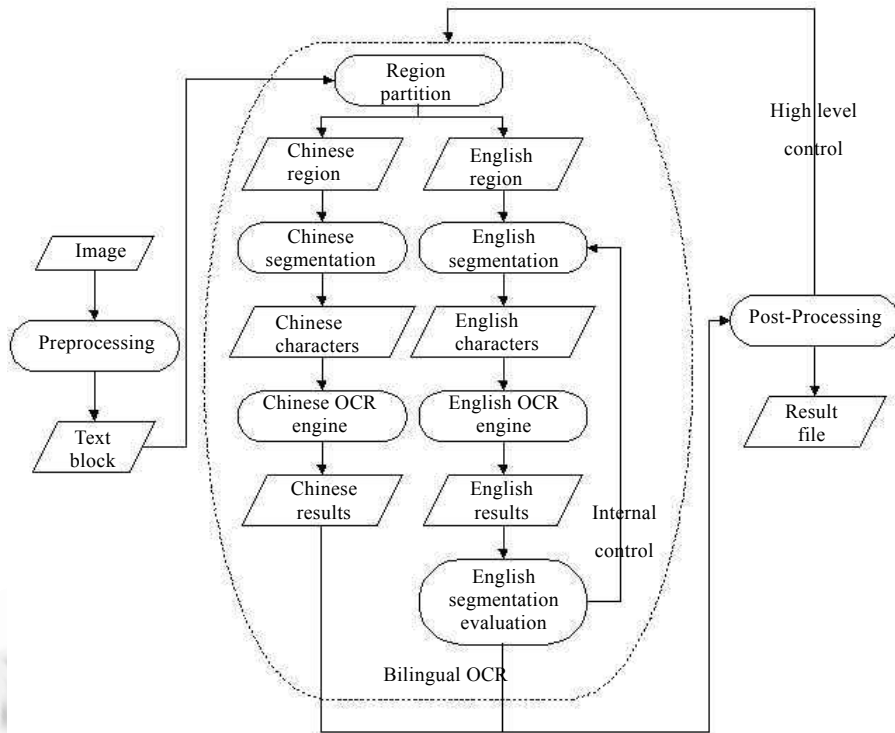 Image
Preprocessing
Text
block
Region
partition
Chinese
region
English
region
Chinese
segmentation
English
segmentation
Chinese
characters
English
characters
Chinese OCR
engine
English OCR
engine
Chinese
results
English
results
English
segmentation
evaluation
Internal
control
Bilingual OCR
High level
control
Post-Processing
Result
file